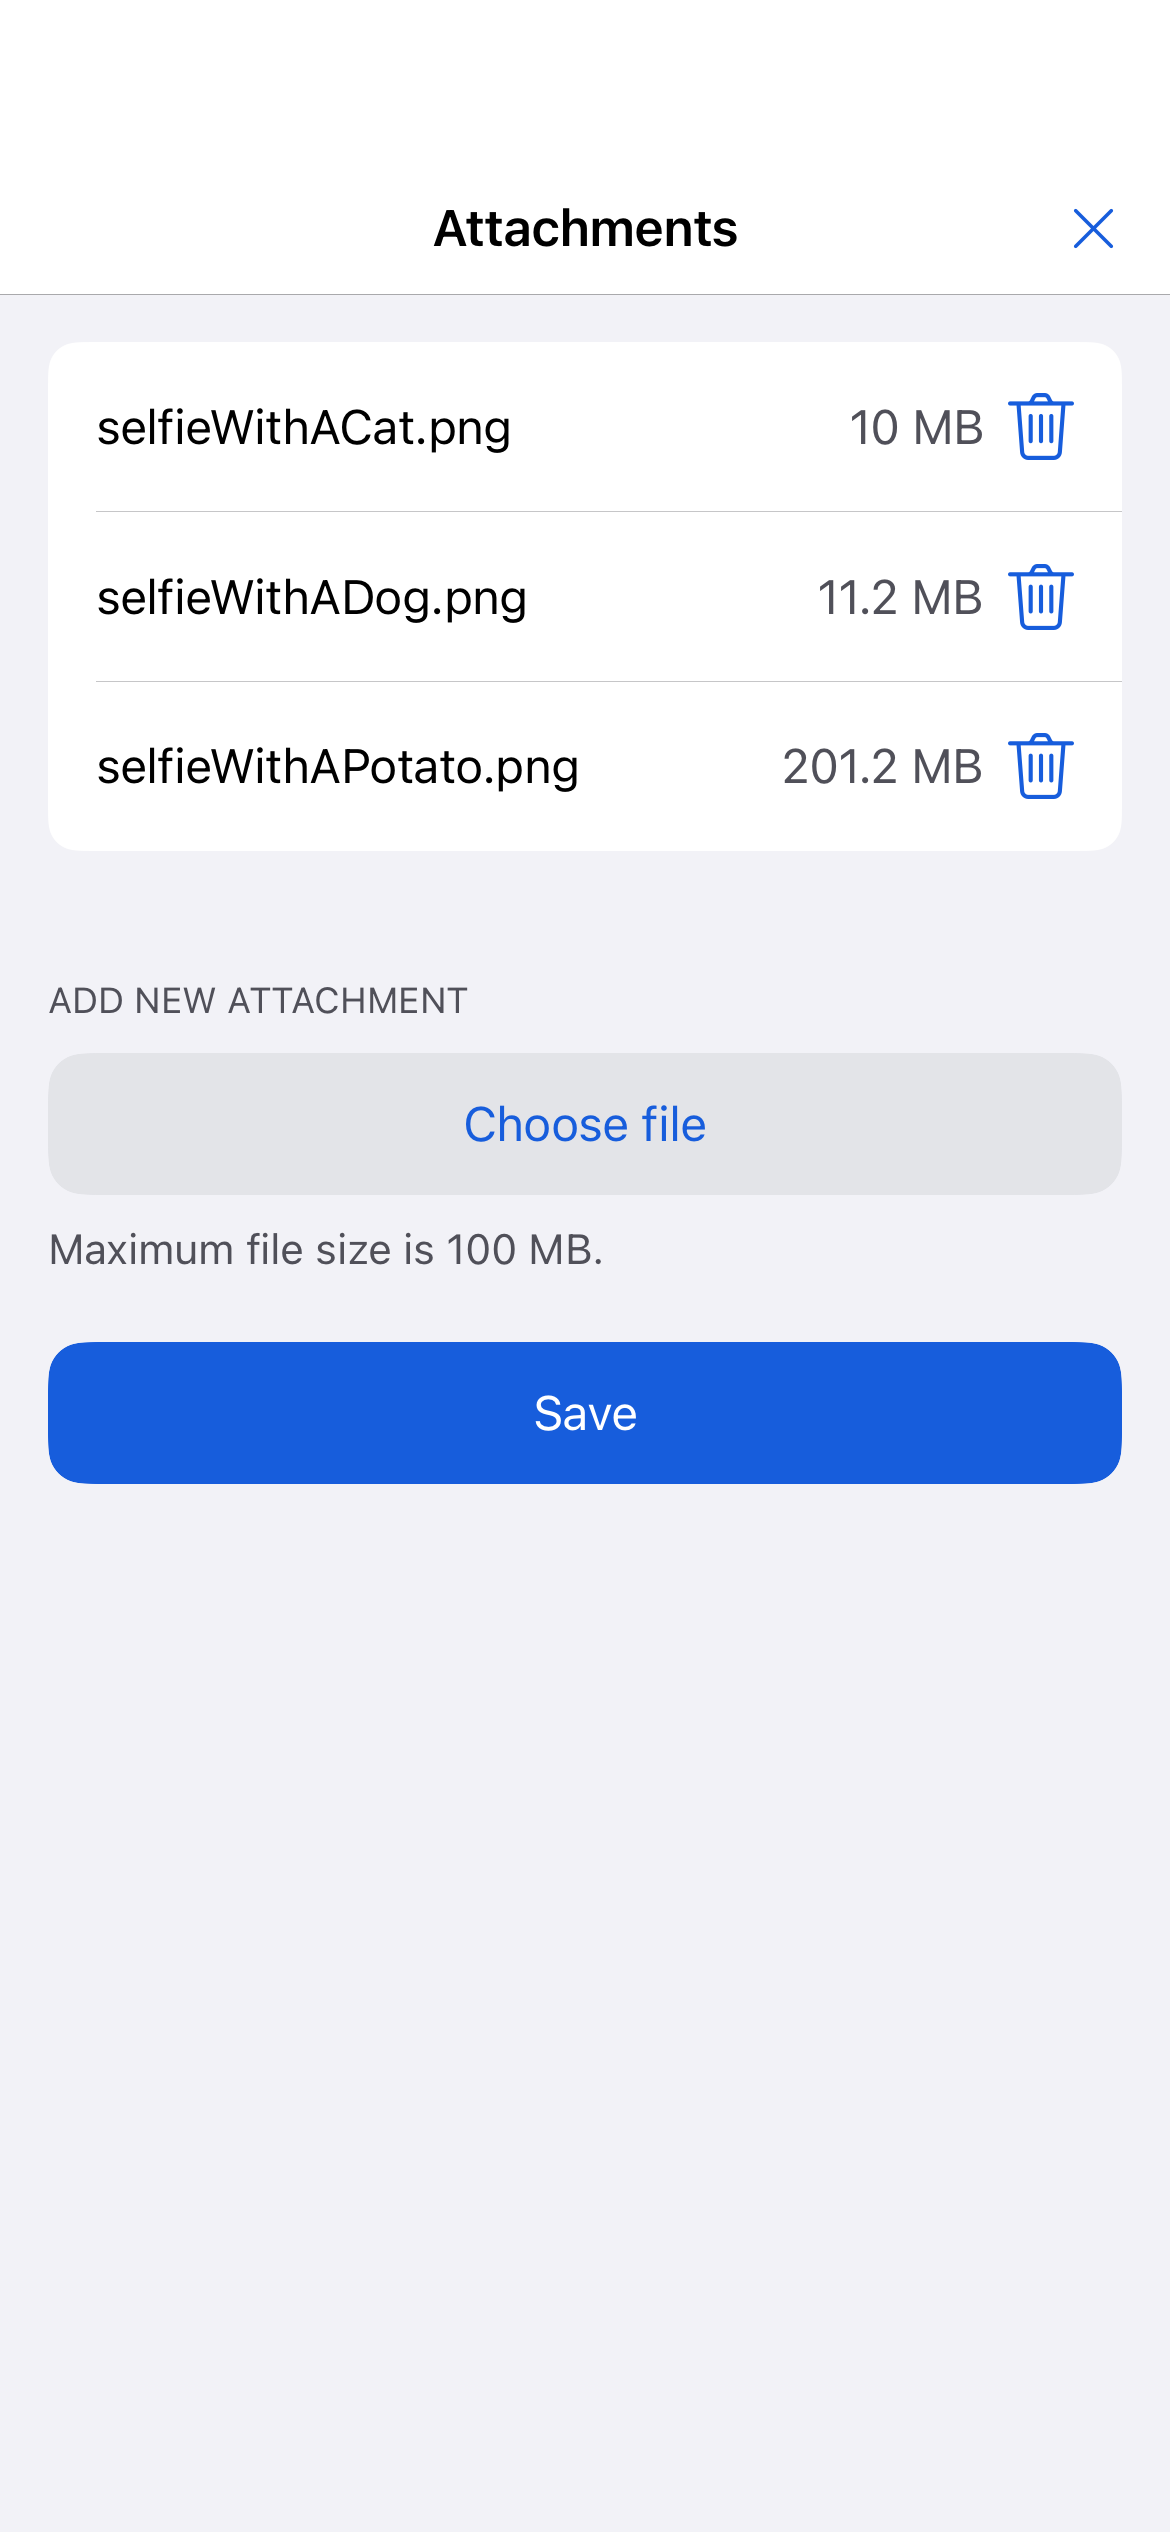 Attachments
selfieWithACat.png 10 MB
selfieWithADog.png 11.2 MB
selfieWithAPotato.png 201.2 MB
ADD NEW ATTACHMENT
Choose file
Maximum file size is 100 MB.
Save